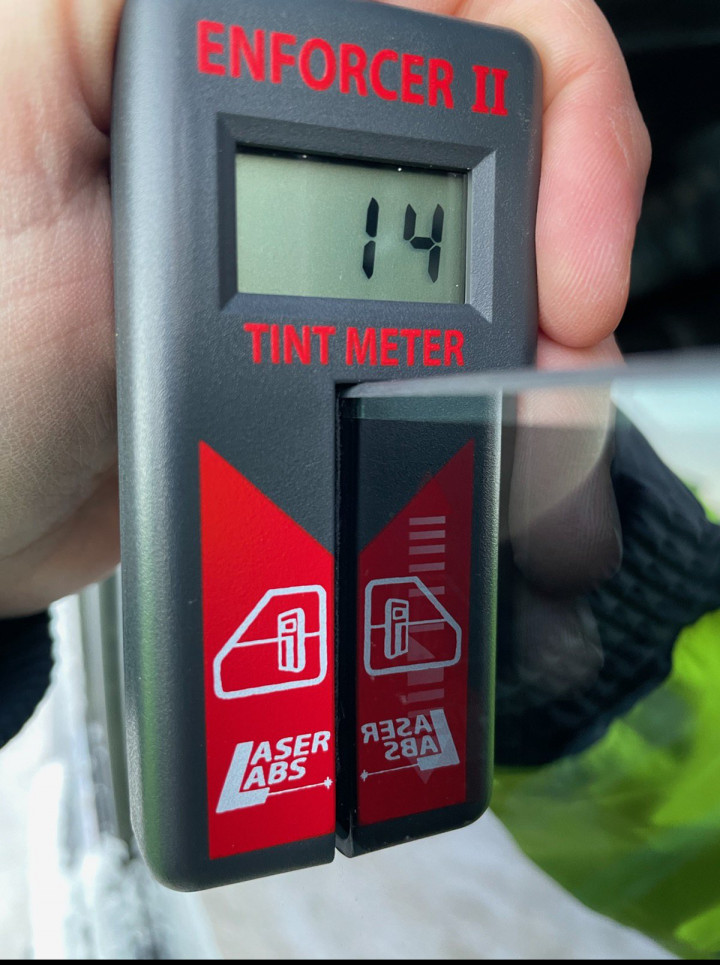 ENFORCER II
14
TINT METER
LASER
LABS
LASER
LABS